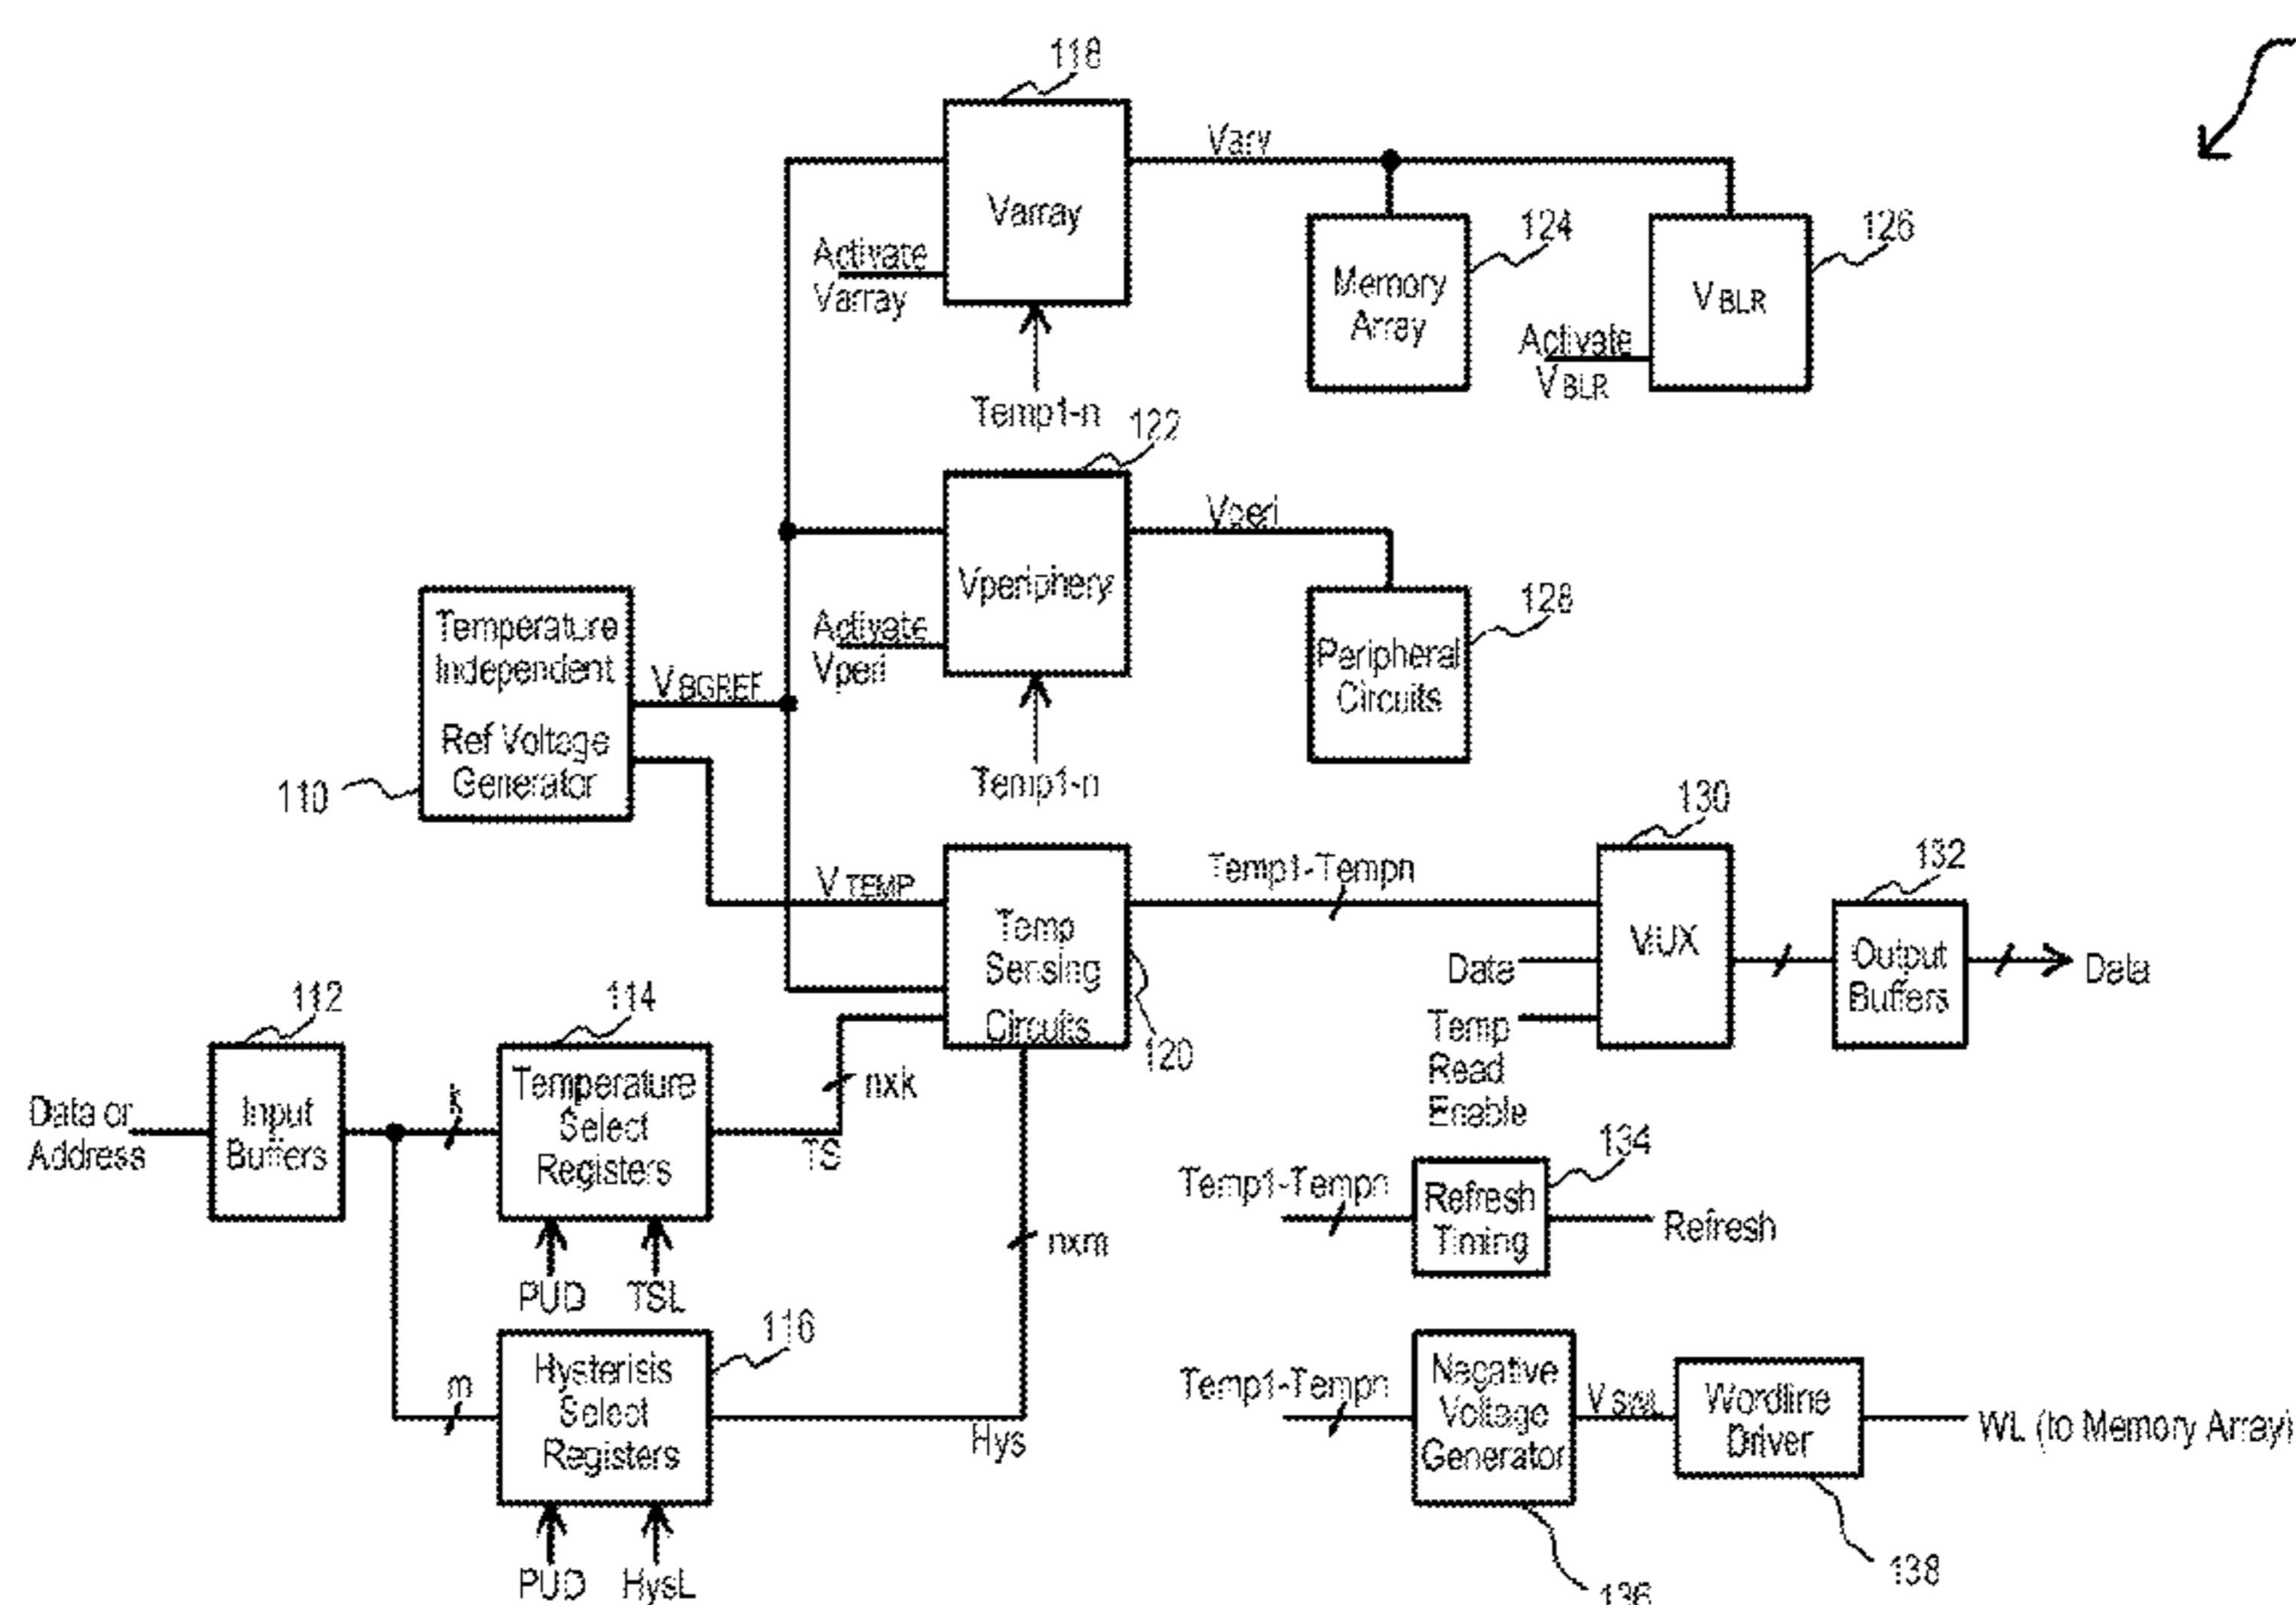 118
Vary
Varray
Activate
Varray
Temp1-n
124
Memory
Array
126
VBLR
Activate
VBLR
122
Vperi
Vperiphery
Activate
Vperi
Temp1-n
128
Peripheral
Circuits
Temperature
Independent
Ref Voltage
Generator
110
VBGREF
VTEMP
Temp
Sensing
Circuits
120
Temp1-Tempn
130
MUX
Data
Temp
Read
Enable
132
Output
Buffers
Data
Data or
Address
112
Input
Buffers
k
114
Temperature
Select
Registers
PUD
TSL
TS
nxk
m
116
Hysterisis
Select
Registers
PUD
HysL
Hys
nxm
Temp1-Tempn
134
Refresh
Timing
Refresh
Temp1-Tempn
Negative
Voltage
Generator
136
VSWL
Wordline
Driver
138
WL (to Memory Array)